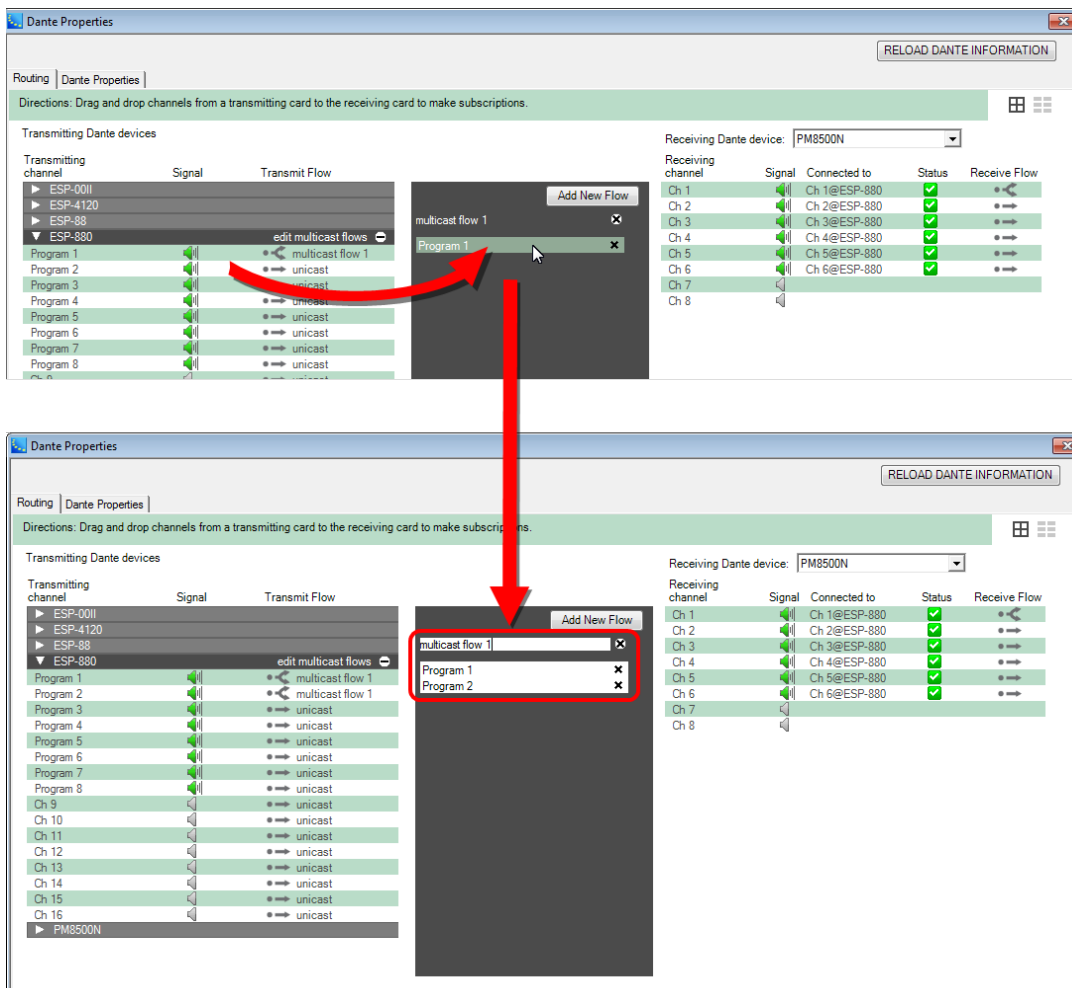 Dante Properties
RELOAD DANTE INFORMATION
Routing Dante Properties
Directions: Drag and drop channels from a transmitting card to the receiving card to make subscriptions.
Transmitting Dante devices
Receiving Dante device: PM8500N
Transmitting channel Signal Transmit Flow
Receiving channel Signal Connected to Status Receive Flow
ESP-00II
ESP-4120
ESP-88
ESP-880 edit multicast flows
Program 1 multicast flow 1
Program 2 unicast
Program 3 unicast
Program 4 unicast
Program 5 unicast
Program 6 unicast
Program 7 unicast
Program 8 unicast
Ch 9 unicast
Add New Flow
multicast flow 1
Program 1
Ch 1 Ch 1@ESP-880
Ch 2 Ch 2@ESP-880
Ch 3 Ch 3@ESP-880
Ch 4 Ch 4@ESP-880
Ch 5 Ch 5@ESP-880
Ch 6 Ch 6@ESP-880
Ch 7
Ch 8
Dante Properties
RELOAD DANTE INFORMATION
Routing Dante Properties
Directions: Drag and drop channels from a transmitting card to the receiving card to make subscriptions.
Transmitting Dante devices
Receiving Dante device: PM8500N
Transmitting channel Signal Transmit Flow
Receiving channel Signal Connected to Status Receive Flow
ESP-00II
ESP-4120
ESP-88
ESP-880 edit multicast flows
Program 1 multicast flow 1
Program 2 multicast flow 1
Program 3 unicast
Program 4 unicast
Program 5 unicast
Program 6 unicast
Program 7 unicast
Program 8 unicast
Ch 9 unicast
Ch 10 unicast
Ch 11 unicast
Ch 12 unicast
Ch 13 unicast
Ch 14 unicast
Ch 15 unicast
Ch 16 unicast
PM8500N
Add New Flow
multicast flow 1
Program 1
Program 2
Ch 1 Ch 1@ESP-880
Ch 2 Ch 2@ESP-880
Ch 3 Ch 3@ESP-880
Ch 4 Ch 4@ESP-880
Ch 5 Ch 5@ESP-880
Ch 6 Ch 6@ESP-880
Ch 7
Ch 8